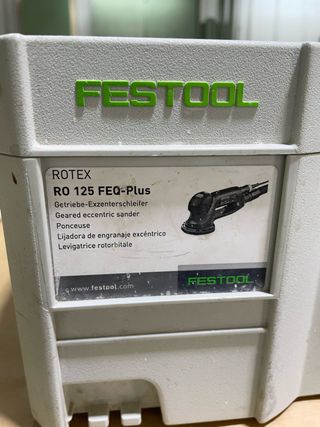 FESTOOL
ROTEX
RO 125 FEQ-Plus
Getriebe-Exzenterschleifer
Geared eccentric sander
Ponceuse
Lijadora de engranaje excéntrico
Levigatrice rotorbitale
www.festool.com
FESTOOL